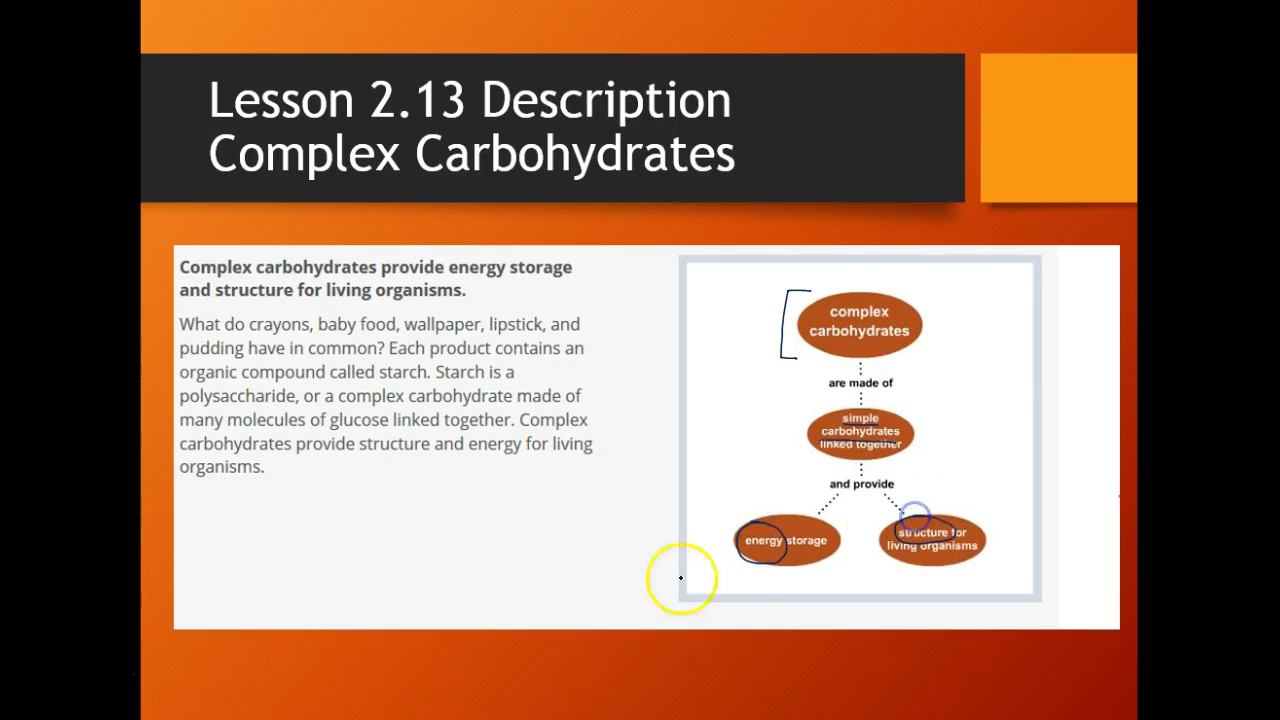 Lesson 2.13 Description
Complex Carbohydrates
Complex carbohydrates provide energy storage
and structure for living organisms.
What do crayons, baby food, wallpaper, lipstick, and
pudding have in common? Each product contains an
organic compound called starch. Starch is a
polysaccharide, or a complex carbohydrate made of
many molecules of glucose linked together. Complex
carbohydrates provide structure and energy for living
organisms.
complex
carbohydrates
are made of
simple
carbohydrates
linked together
and provide
energy storage
structure for
living organisms